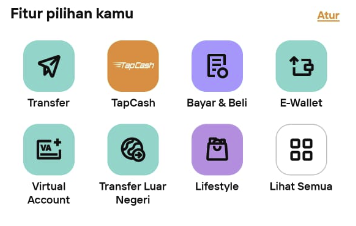 Fitur pilihan kamu
Atur
TapCash
Transfer
TapCash
Bayar & Beli
E-Wallet
VA
Virtual
Account
Transfer Luar
Negeri
Lifestyle
Lihat Semua